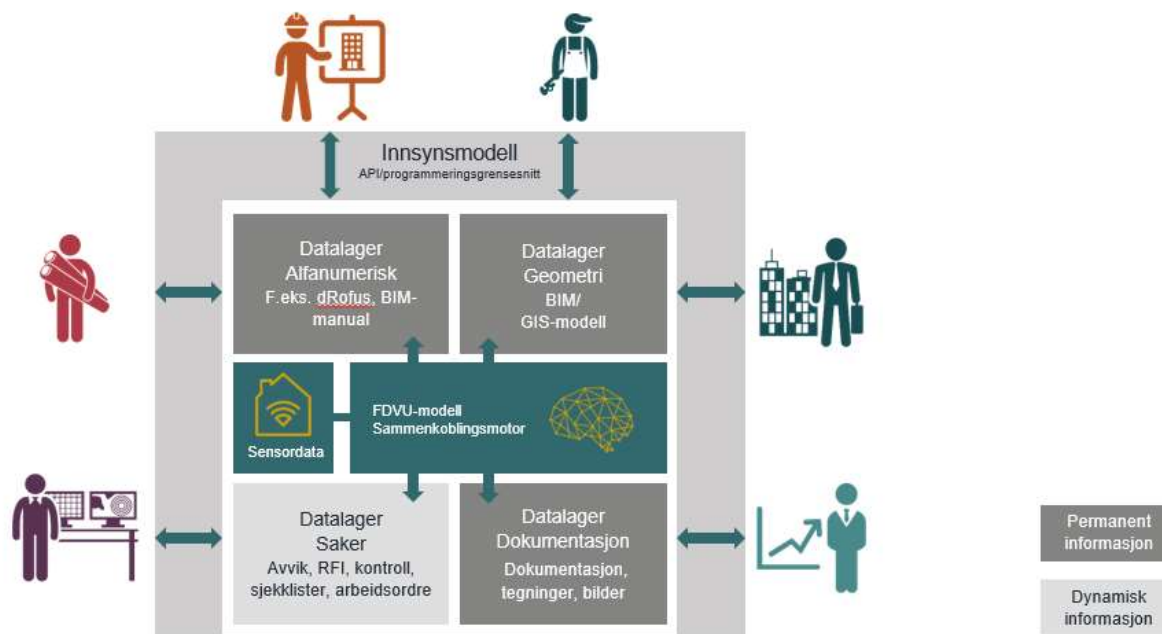 Innsynsmodell
API/programmeringsgrensesnitt
Datalager
Alfanumerisk
F.eks. dRofus, BIM-
manual
Datalager
Geometri
BIM/
GIS-modell
Sensordata
FDVU-modell
Sammenkoblingsmotor
Datalager
Saker
Avvik, RFI, kontroll,
sjekklister, arbeidsordre
Datalager
Dokumentasjon
Dokumentasjon,
tegninger, bilder
Permanent
informasjon
Dynamisk
informasjon